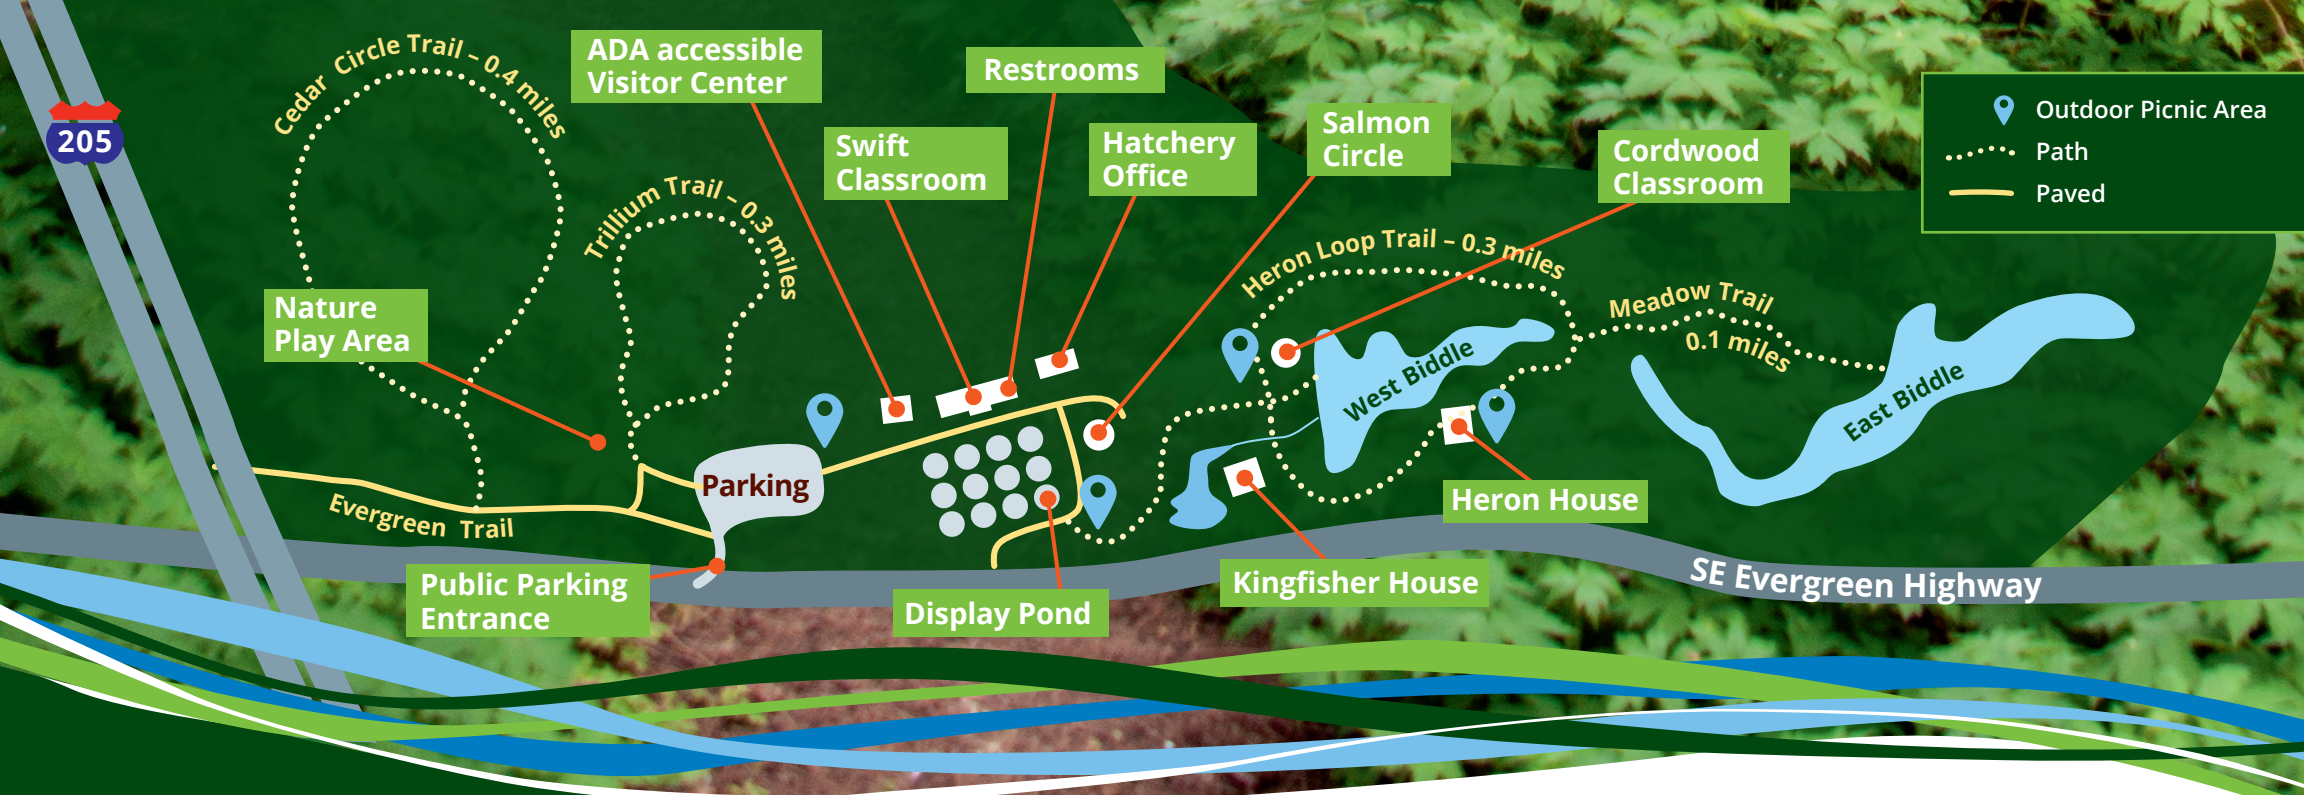 205
Cedar Circle Trail – 0.4 miles
Trillium Trail – 0.3 miles
ADA accessible
Visitor Center
Swift
Classroom
Restrooms
Hatchery
Office
Salmon
Circle
Cordwood
Classroom
Outdoor Picnic Area
Path
Paved
Nature
Play Area
Heron Loop Trail – 0.3 miles
Meadow Trail
0.1 miles
West Biddle
East Biddle
Parking
Evergreen Trail
Heron House
Kingfisher House
Public Parking
Entrance
Display Pond
SE Evergreen Highway